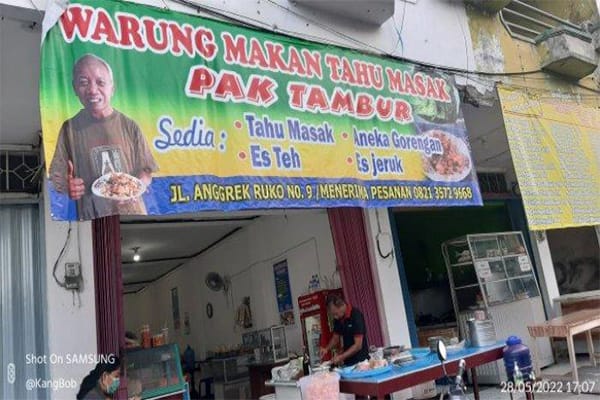 WARUNG MAKAN TAHU MASAK
PAK TAMBUR
Sedia :
• Tahu Masak • Aneka Gorengan
• Es Teh • Es jeruk
JL. ANGGREK RUKO NO. 9 /MENERIMA PESANAN 0821 3572 9668
Shot On SAMSUNG
@KangBob
28/05/2022 17:07